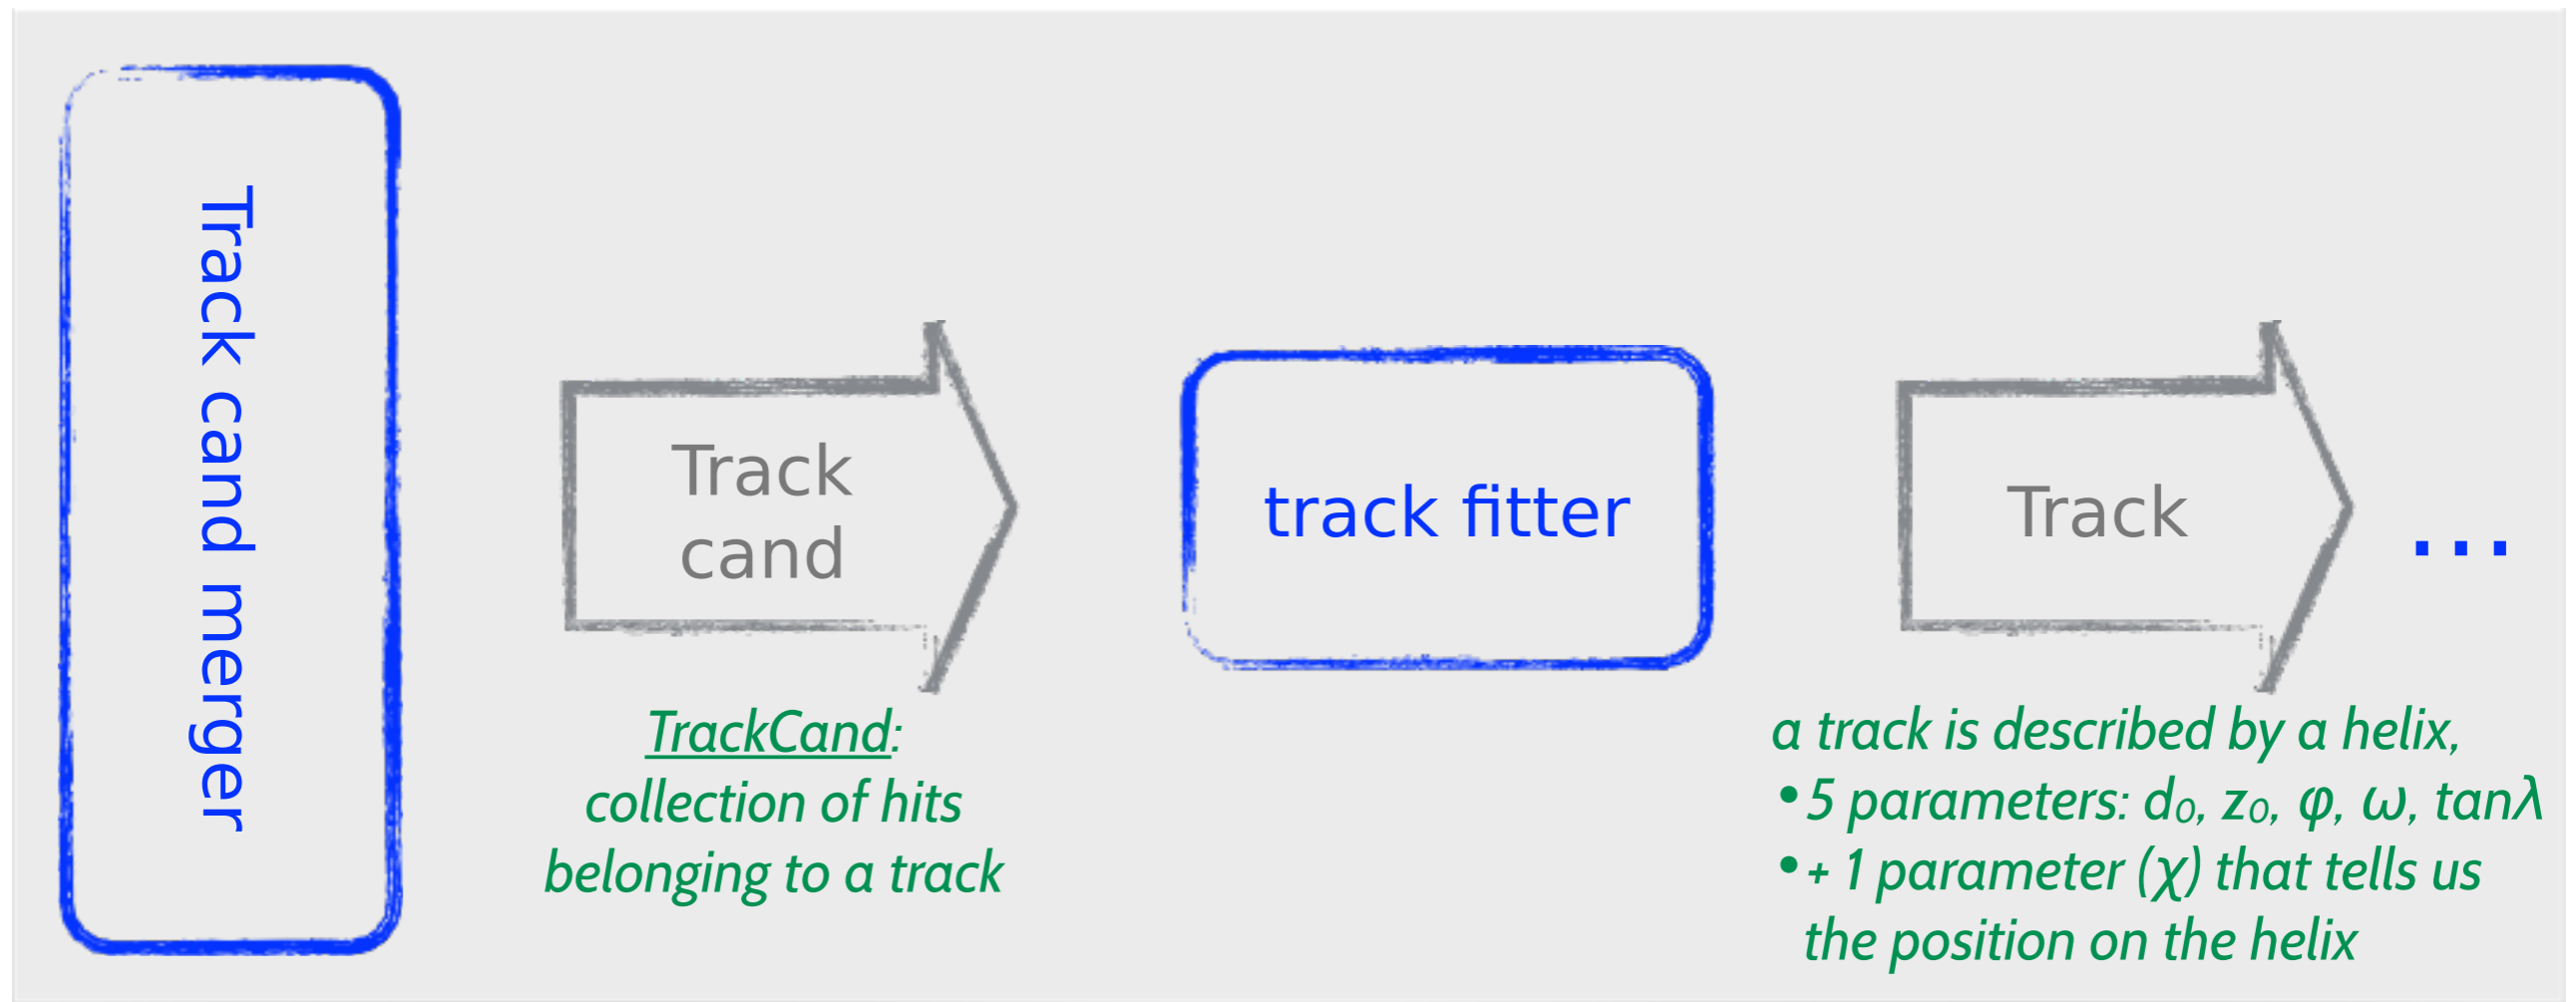 Track cand merger
Track
cand
track fitter
Track
...
TrackCand:
collection of hits
belonging to a track
a track is described by a helix,
•5 parameters: d₀, z₀, φ, ω, tanλ
•+ 1 parameter (χ) that tells us
the position on the helix